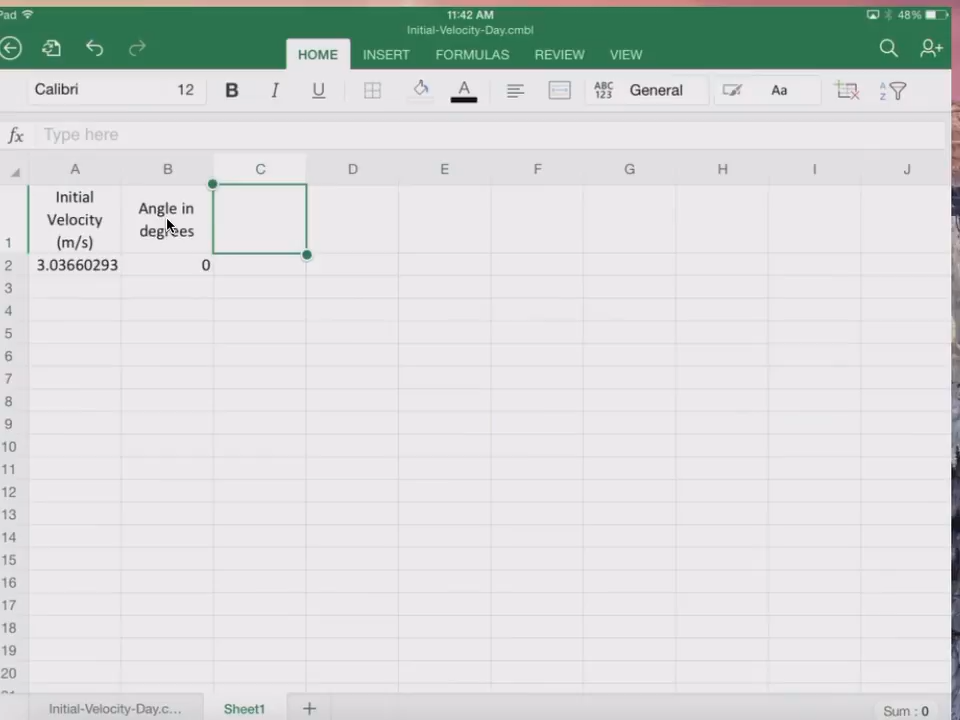 Pad 11:42 AM 48%
Initial-Velocity-Day.cmbl
HOME INSERT FORMULAS REVIEW VIEW
Calibri 12 B I U A ABC 123 General Aa A Z
fx Type here
A B C D E F G H I J
Initial
Velocity
(m/s)
Angle in
degrees
1
2 3.03660293 0
3
4
5
6
7
8
9
10
11
12
13
14
15
16
17
18
19
20
Initial-Velocity-Day.c... Sheet1 + Sum : 0